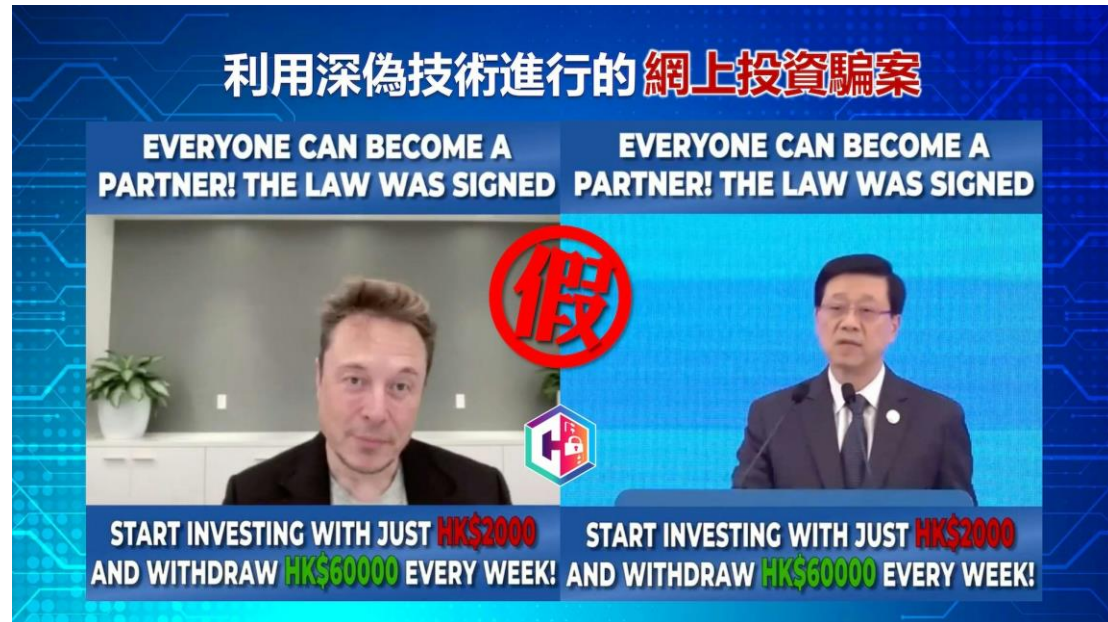 利用深偽技術進行的網上投資騙案
EVERYONE CAN BECOME A
PARTNER! THE LAW WAS SIGNED
EVERYONE CAN BECOME A
PARTNER! THE LAW WAS SIGNED
假
START INVESTING WITH JUST HK$2000
AND WITHDRAW HK$60000 EVERY WEEK!
START INVESTING WITH JUST HK$2000
AND WITHDRAW HK$60000 EVERY WEEK!